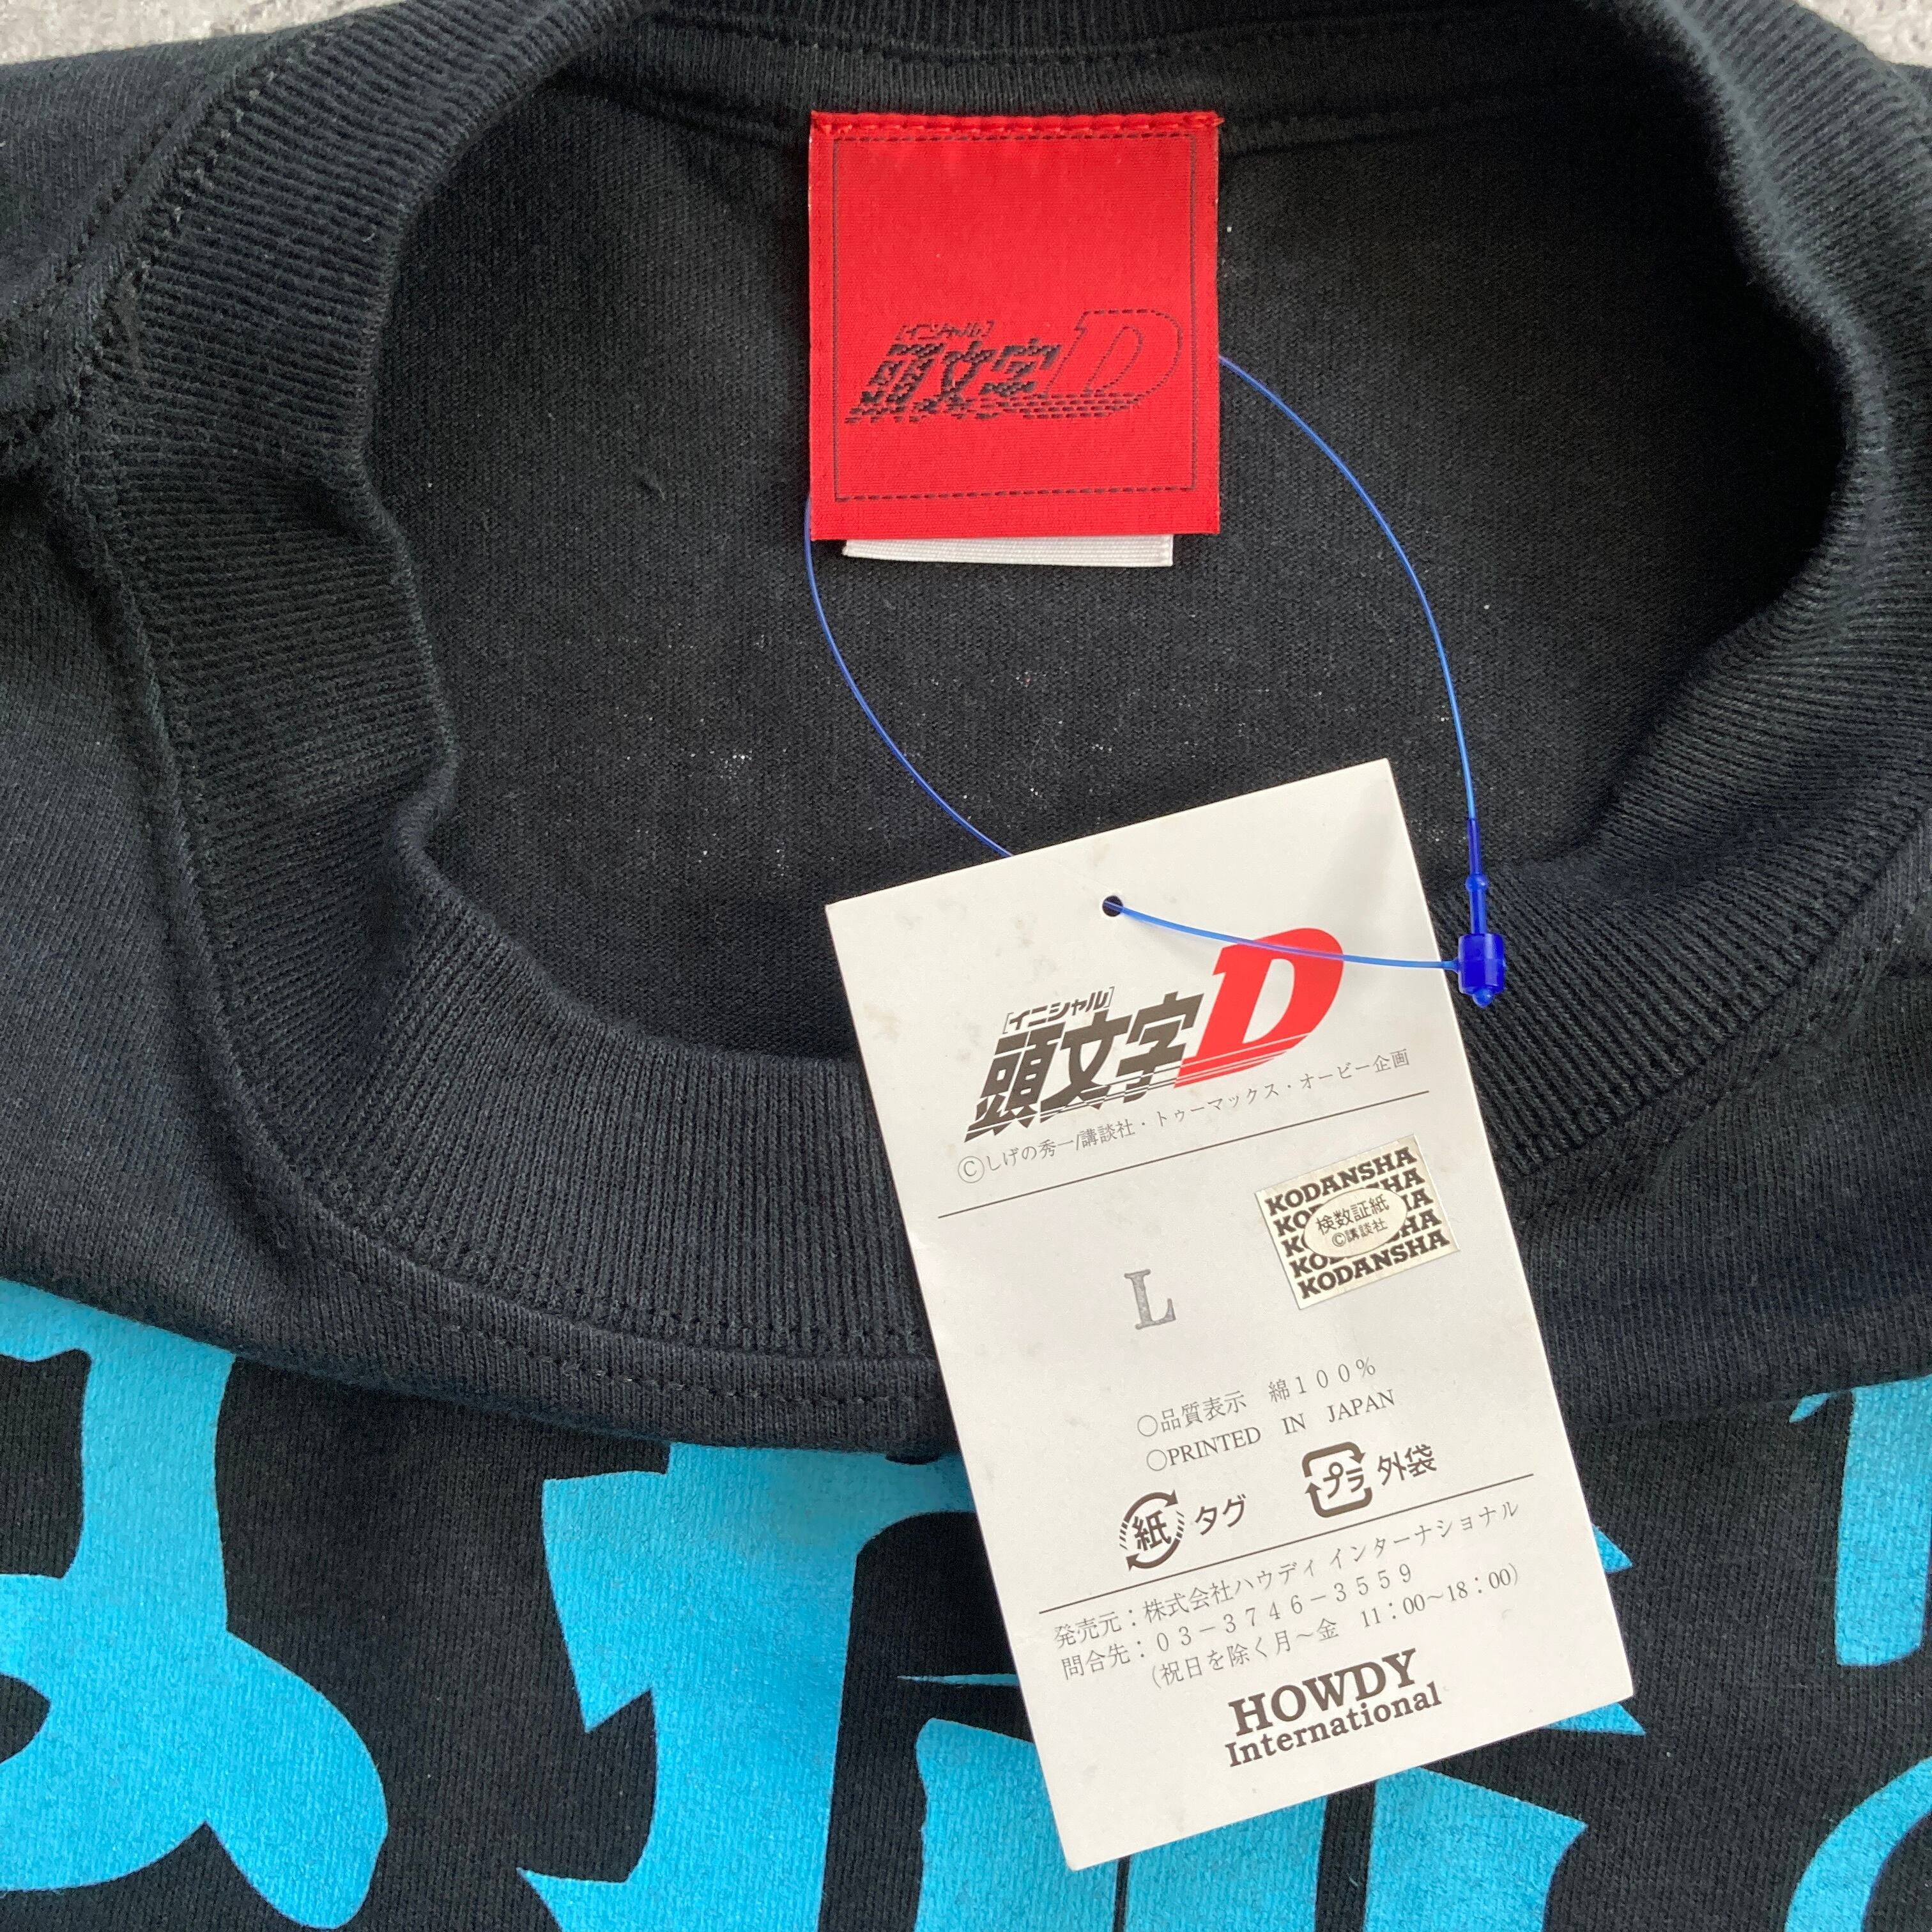 [イニシャル]
頭文字D
[イニシャル]
頭文字D
Ⓒしげの秀一/講談社・トゥーマックス・オービー企画
KODANSHA
KODANSHA
検数証紙
©講談社
KODANSHA
KODANSHA
L
○品質表示 綿100%
○PRINTED IN JAPAN
紙 タグ
プラ 外袋
発売元：株式会社ハウディ インターナショナル
問合先：03-3746-3559
(祝日を除く月～金 11：00～18：00)
HOWDY
International